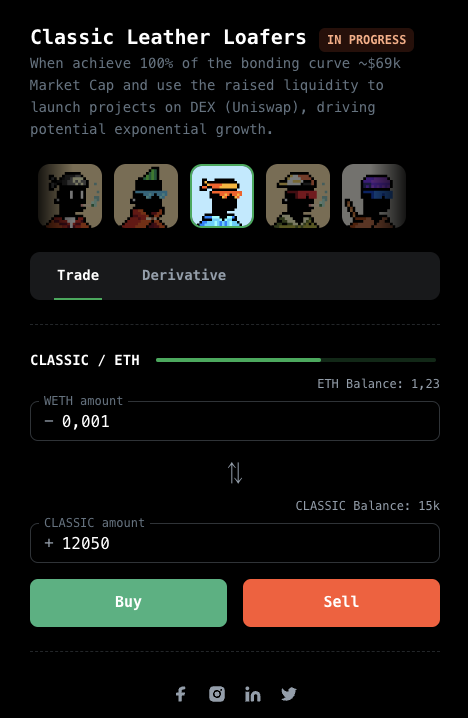 Classic Leather Loafers IN PROGRESS
When achieve 100% of the bonding curve ~$69k
Market Cap and use the raised liquidity to
launch projects on DEX (Uniswap), driving
potential exponential growth.
Trade Derivative
CLASSIC / ETH
ETH Balance: 1,23
WETH amount
− 0,001
CLASSIC Balance: 15k
CLASSIC amount
+ 12050
Buy Sell